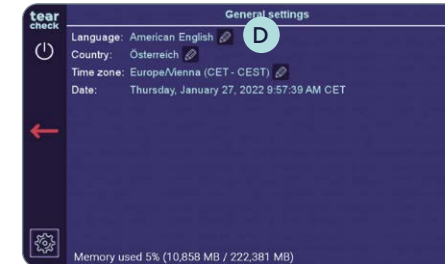 tear
check
General settings
Language: American English
D
Country: Österreich
Time zone: Europe/Vienna (CET - CEST)
Date: Thursday, January 27, 2022 9:57:39 AM CET
Memory used 5% (10,858 MB / 222,381 MB)